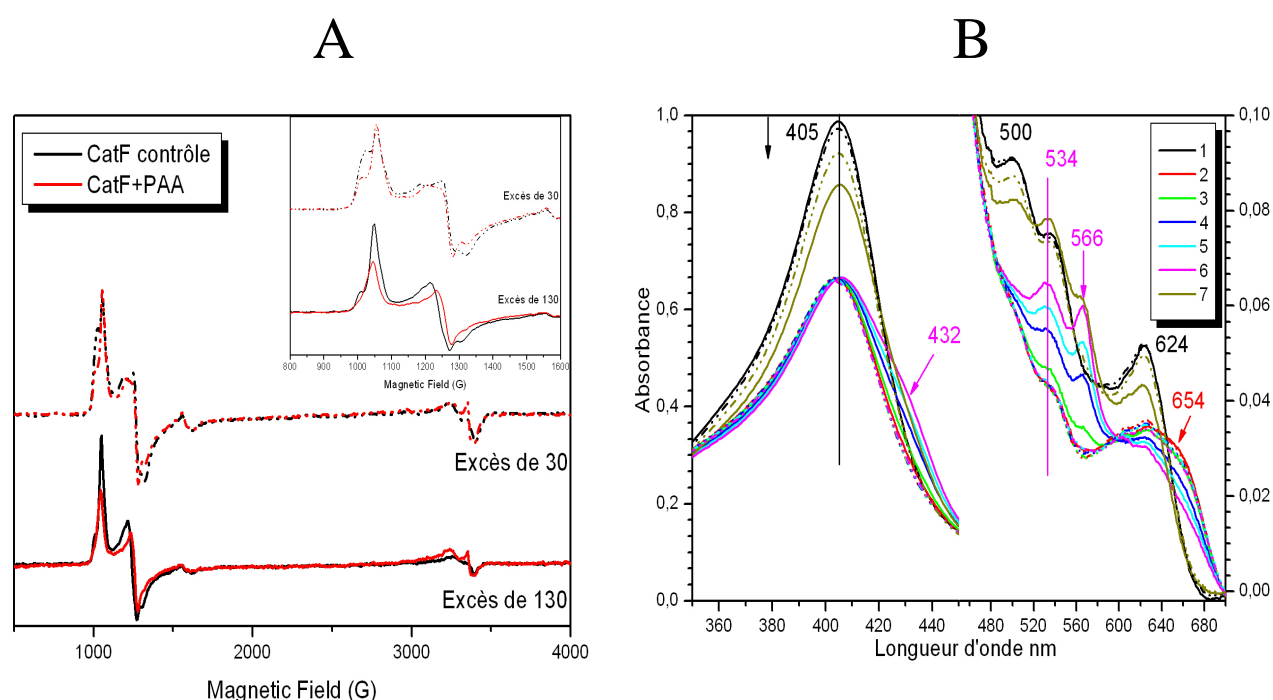 A
B
CatF contrôle
CatF+PAA
Excès de 30
Excès de 130
800 900 1000 1100 1200 1300 1400 1500 1600
Magnetic Field (G)
Excès de 30
Excès de 130
1000 2000 3000 4000
Magnetic Field (G)
1,0
0,8
0,6
0,4
0,2
0,0
Absorbance
405
432
500
534
566
624
654
1
2
3
4
5
6
7
0,10
0,08
0,06
0,04
0,02
0,00
360 400 420 440 480 520 560 600 640 680
Longueur d'onde nm